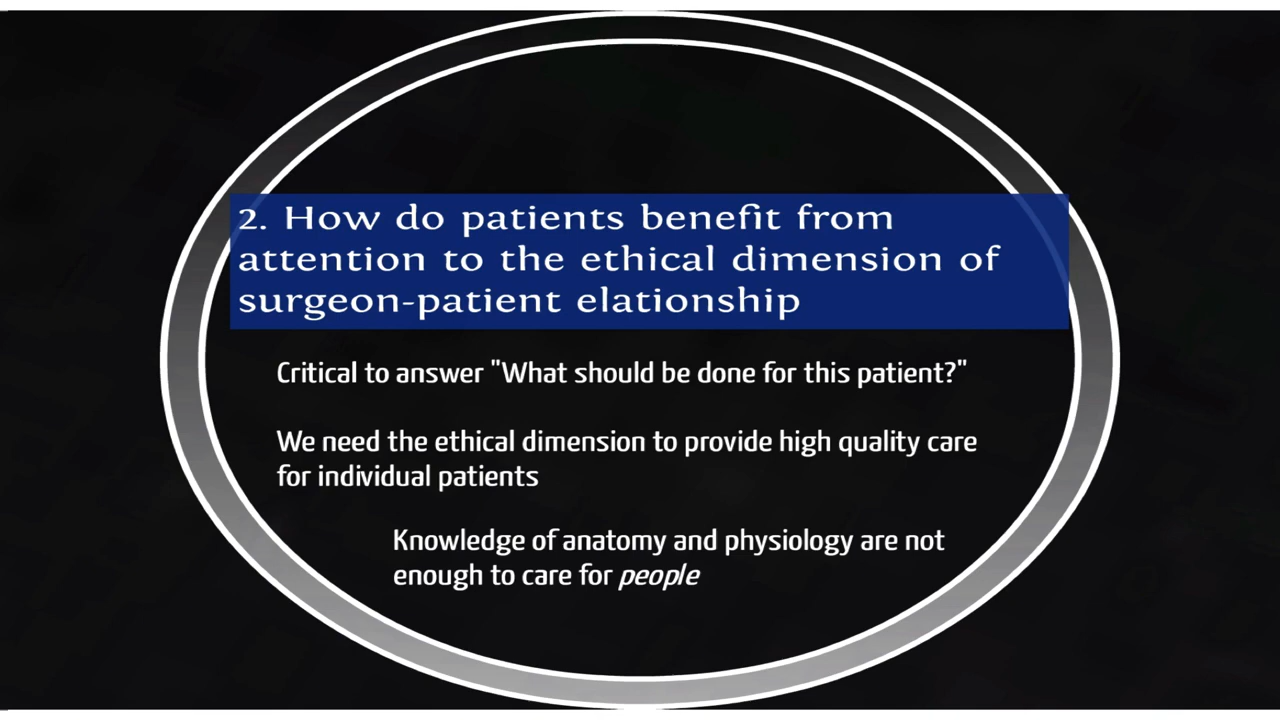 2. How do patients benefit from
attention to the ethical dimension of
surgeon-patient elationship
Critical to answer "What should be done for this patient?"
We need the ethical dimension to provide high quality care
for individual patients
Knowledge of anatomy and physiology are not
enough to care for people